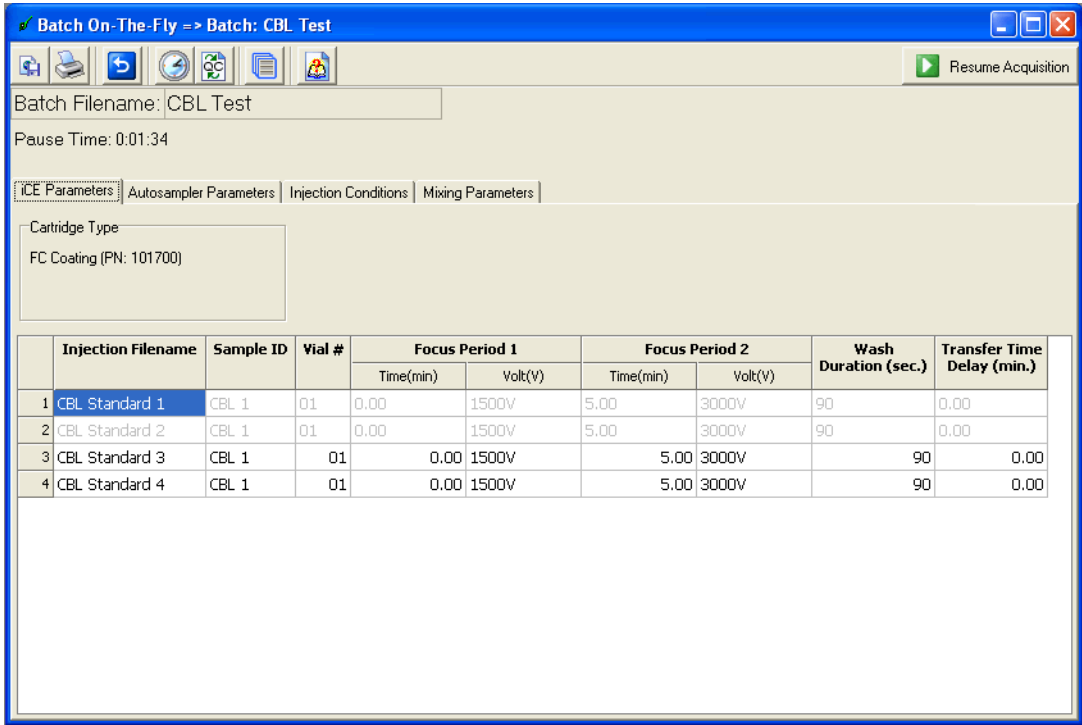 Batch On-The-Fly => Batch: CBL Test
QC Resume Acquisition
Batch Filename: CBL Test
Pause Time: 0:01:34
iCE Parameters Autosampler Parameters Injection Conditions Mixing Parameters
Cartridge Type
FC Coating (PN: 101700)
Injection Filename Sample ID Vial # Focus Period 1 Focus Period 2 Wash Duration (sec.) Transfer Time Delay (min.)
Time(min) Volt(V) Time(min) Volt(V)
1 CBL Standard 1 CBL 1 01 0.00 1500V 5.00 3000V 90 0.00
2 CBL Standard 2 CBL 1 01 0.00 1500V 5.00 3000V 90 0.00
3 CBL Standard 3 CBL 1 01 0.00 1500V 5.00 3000V 90 0.00
4 CBL Standard 4 CBL 1 01 0.00 1500V 5.00 3000V 90 0.00